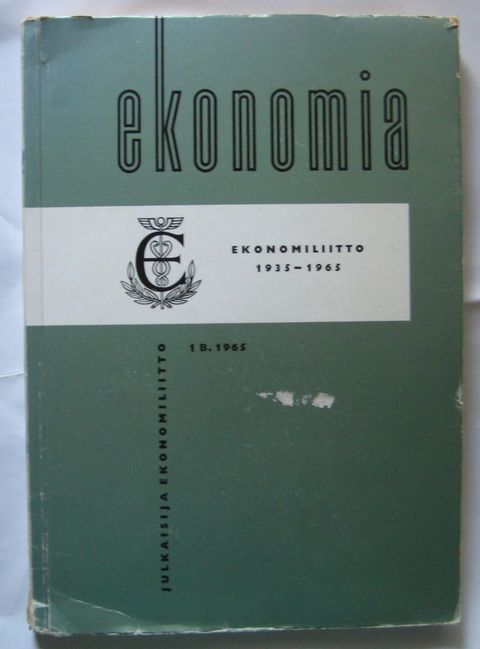 ekonomia
E
EKONOMILIITTO
1935–1965
1 B. 1965
JULKAISIJA EKONOMILIITTO